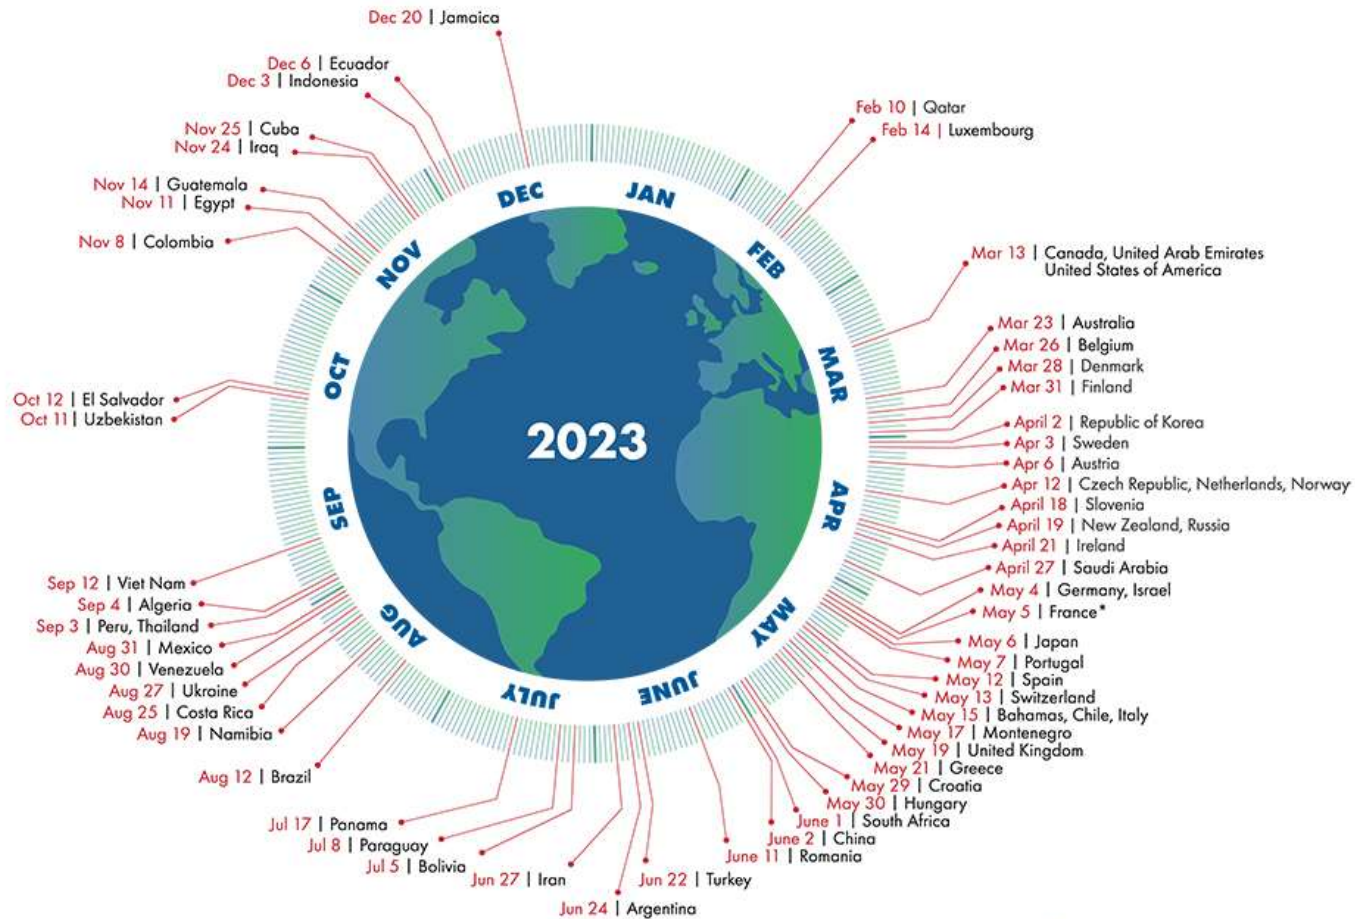 Dec 20 | Jamaica
Dec 6 | Ecuador
Dec 3 | Indonesia
Nov 25 | Cuba
Nov 24 | Iraq
Nov 14 | Guatemala
Nov 11 | Egypt
Nov 8 | Colombia
Oct 12 | El Salvador
Oct 11 | Uzbekistan
Sep 12 | Viet Nam
Sep 4 | Algeria
Sep 3 | Peru, Thailand
Aug 31 | Mexico
Aug 30 | Venezuela
Aug 27 | Ukraine
Aug 25 | Costa Rica
Aug 19 | Namibia
Aug 12 | Brazil
Jul 17 | Panama
Jul 8 | Paraguay
Jul 5 | Bolivia
Jun 27 | Iran
Jun 24 | Argentina
Jun 22 | Turkey
Feb 10 | Qatar
Feb 14 | Luxembourg
Mar 13 | Canada, United Arab Emirates
United States of America
Mar 23 | Australia
Mar 26 | Belgium
Mar 28 | Denmark
Mar 31 | Finland
April 2 | Republic of Korea
Apr 3 | Sweden
Apr 6 | Austria
Apr 12 | Czech Republic, Netherlands, Norway
April 18 | Slovenia
April 19 | New Zealand, Russia
April 21 | Ireland
April 27 | Saudi Arabia
May 4 | Germany, Israel
May 5 | France*
May 6 | Japan
May 7 | Portugal
May 12 | Spain
May 13 | Switzerland
May 15 | Bahamas, Chile, Italy
May 17 | Montenegro
May 19 | United Kingdom
May 21 | Greece
May 29 | Croatia
May 30 | Hungary
June 1 | South Africa
June 2 | China
June 11 | Romania
JAN
FEB
MAR
APR
MAY
JUNE
JULY
AUG
SEP
OCT
NOV
DEC
2023